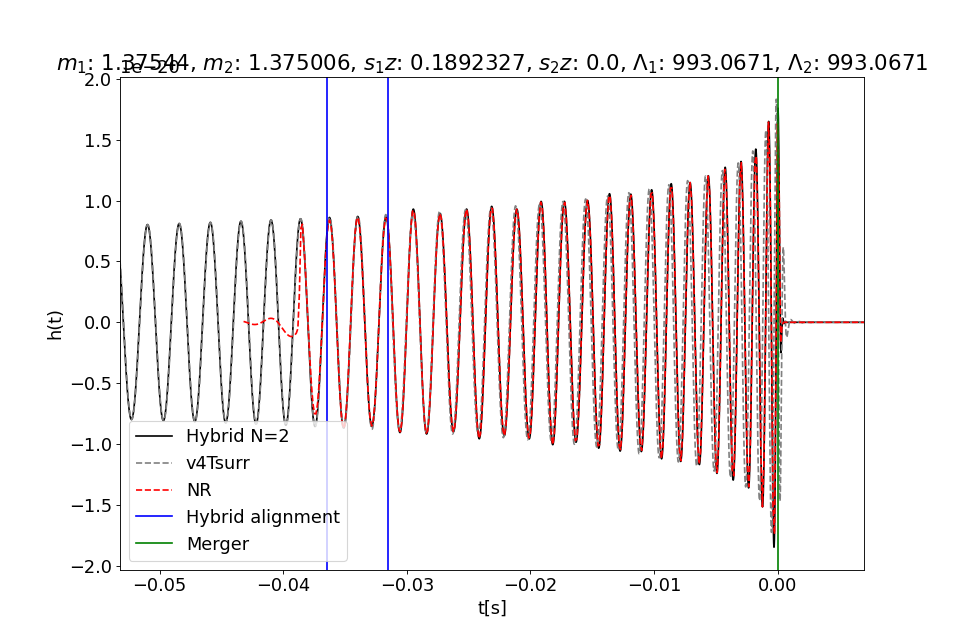 m₁: 1.37544, m₂: 1.375006, s₁z: 0.1892327, s₂z: 0.0, Λ₁: 993.0671, Λ₂: 993.0671
1e−20
2.0
1.5
1.0
0.5
0.0
−0.5
−1.0
−1.5
−2.0
h(t)
Hybrid N=2
v4Tsurr
NR
Hybrid alignment
Merger
−0.05 −0.04 −0.03 −0.02 −0.01 0.00
t[s]